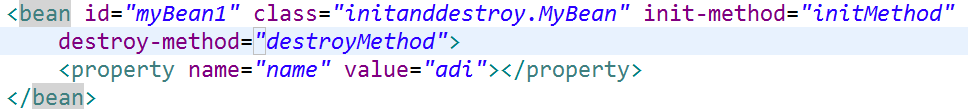 <bean id="myBean1" class="initanddestroy.MyBean" init-method="initMethod"
destroy-method="destroyMethod">
<property name="name" value="adi"></property>
</bean>